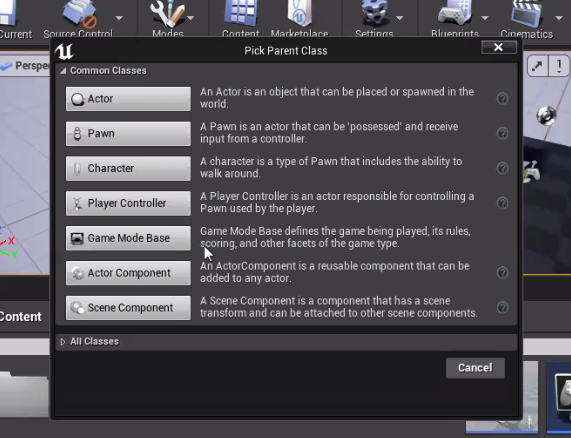 Current Source Control Modes Content Marketplace Settings Blueprints Cinematics
Pick Parent Class
Perspe
1
Common Classes
Actor
An Actor is an object that can be placed or spawned in the
world.
Pawn
A Pawn is an actor that can be 'possessed' and receive
input from a controller.
Character
A character is a type of Pawn that includes the ability to
walk around.
Player Controller
A Player Controller is an actor responsible for controlling a
Pawn used by the player.
Game Mode Base
Game Mode Base defines the game being played, its rules,
scoring, and other facets of the game type.
X
Y
Actor Component
An ActorComponent is a reusable component that can be
added to any actor.
Scene Component
A Scene Component is a component that has a scene
transform and can be attached to other scene components.
Content
All Classes
Cancel